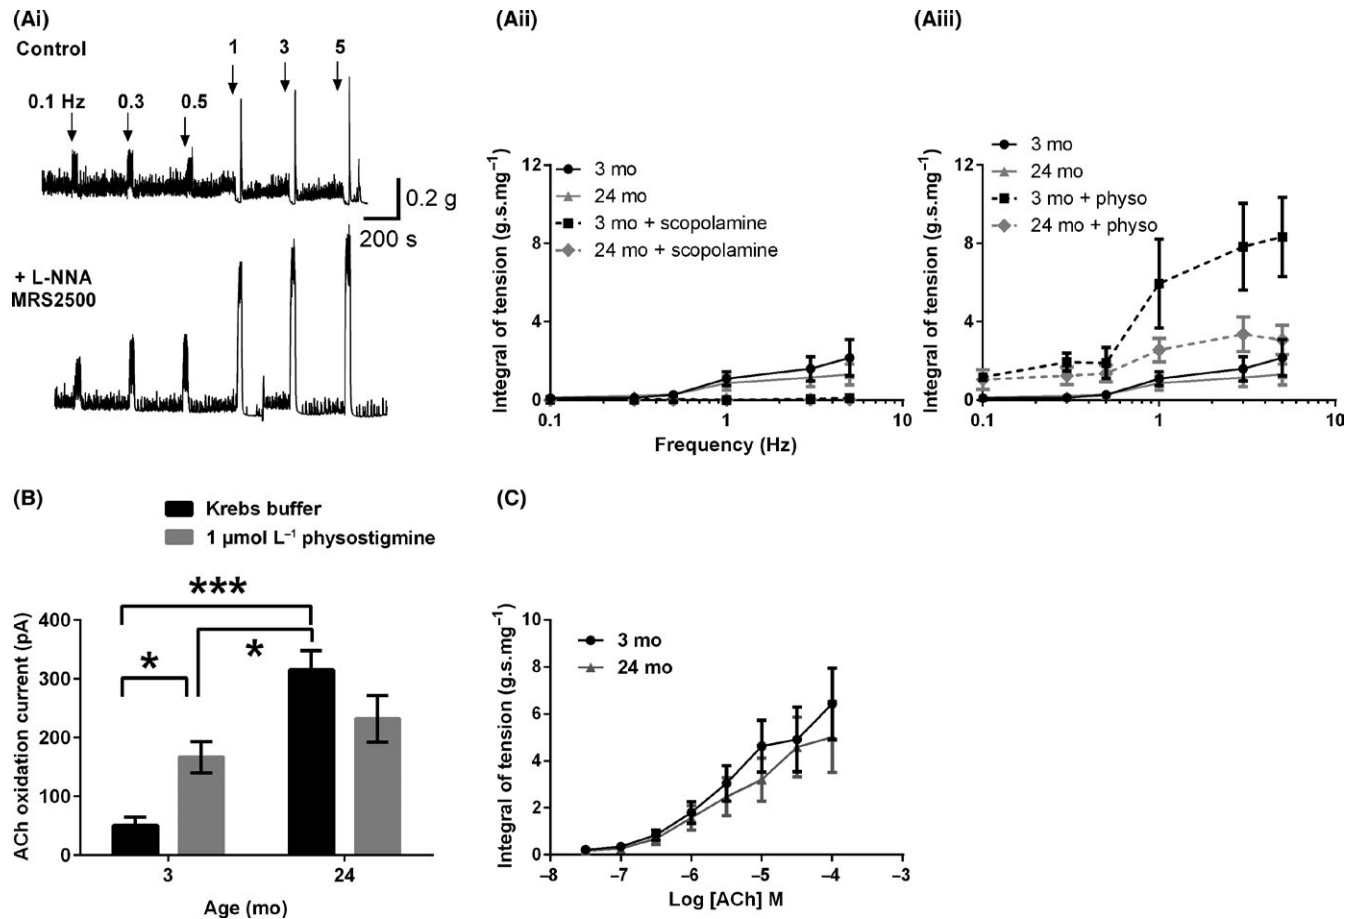 (Ai)
Control
0.1 Hz
0.3
0.5
1
3
5
0.2 g
200 s
+ L-NNA
MRS2500
(Aii)
3 mo
24 mo
3 mo + scopolamine
24 mo + scopolamine
Integral of tension (g.s.mg⁻¹)
12
8
4
0
0.1
1
10
Frequency (Hz)
(Aiii)
3 mo
24 mo
3 mo + physo
24 mo + physo
Integral of tension (g.s.mg⁻¹)
12
8
4
0
0.1
1
10
(B)
Krebs buffer
1 µmol L⁻¹ physostigmine
***
*
*
ACh oxidation current (pA)
400
300
200
100
0
3
24
Age (mo)
(C)
3 mo
24 mo
Integral of tension (g.s.mg⁻¹)
10
8
6
4
2
0
–8
–7
–6
–5
–4
–3
Log [ACh] M